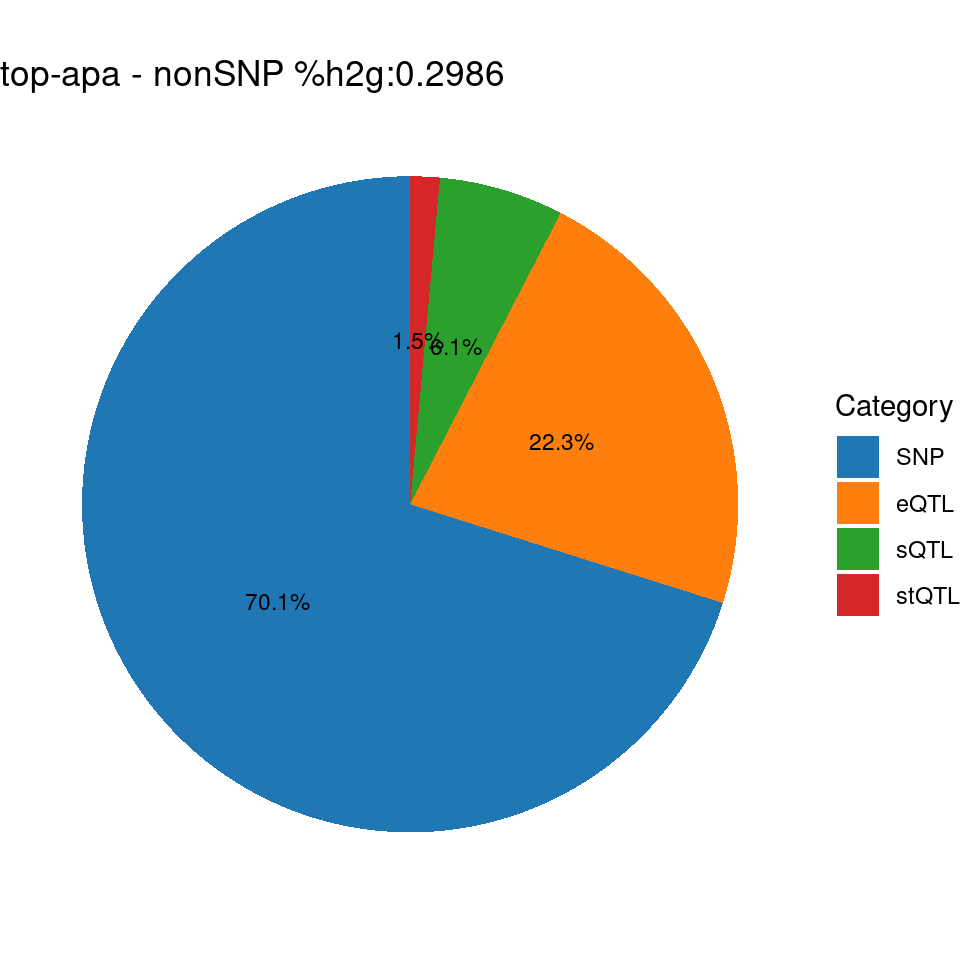 top-apa - nonSNP %h2g:0.2986
1.5%
6.1%
22.3%
70.1%
Category
SNP
eQTL
sQTL
stQTL